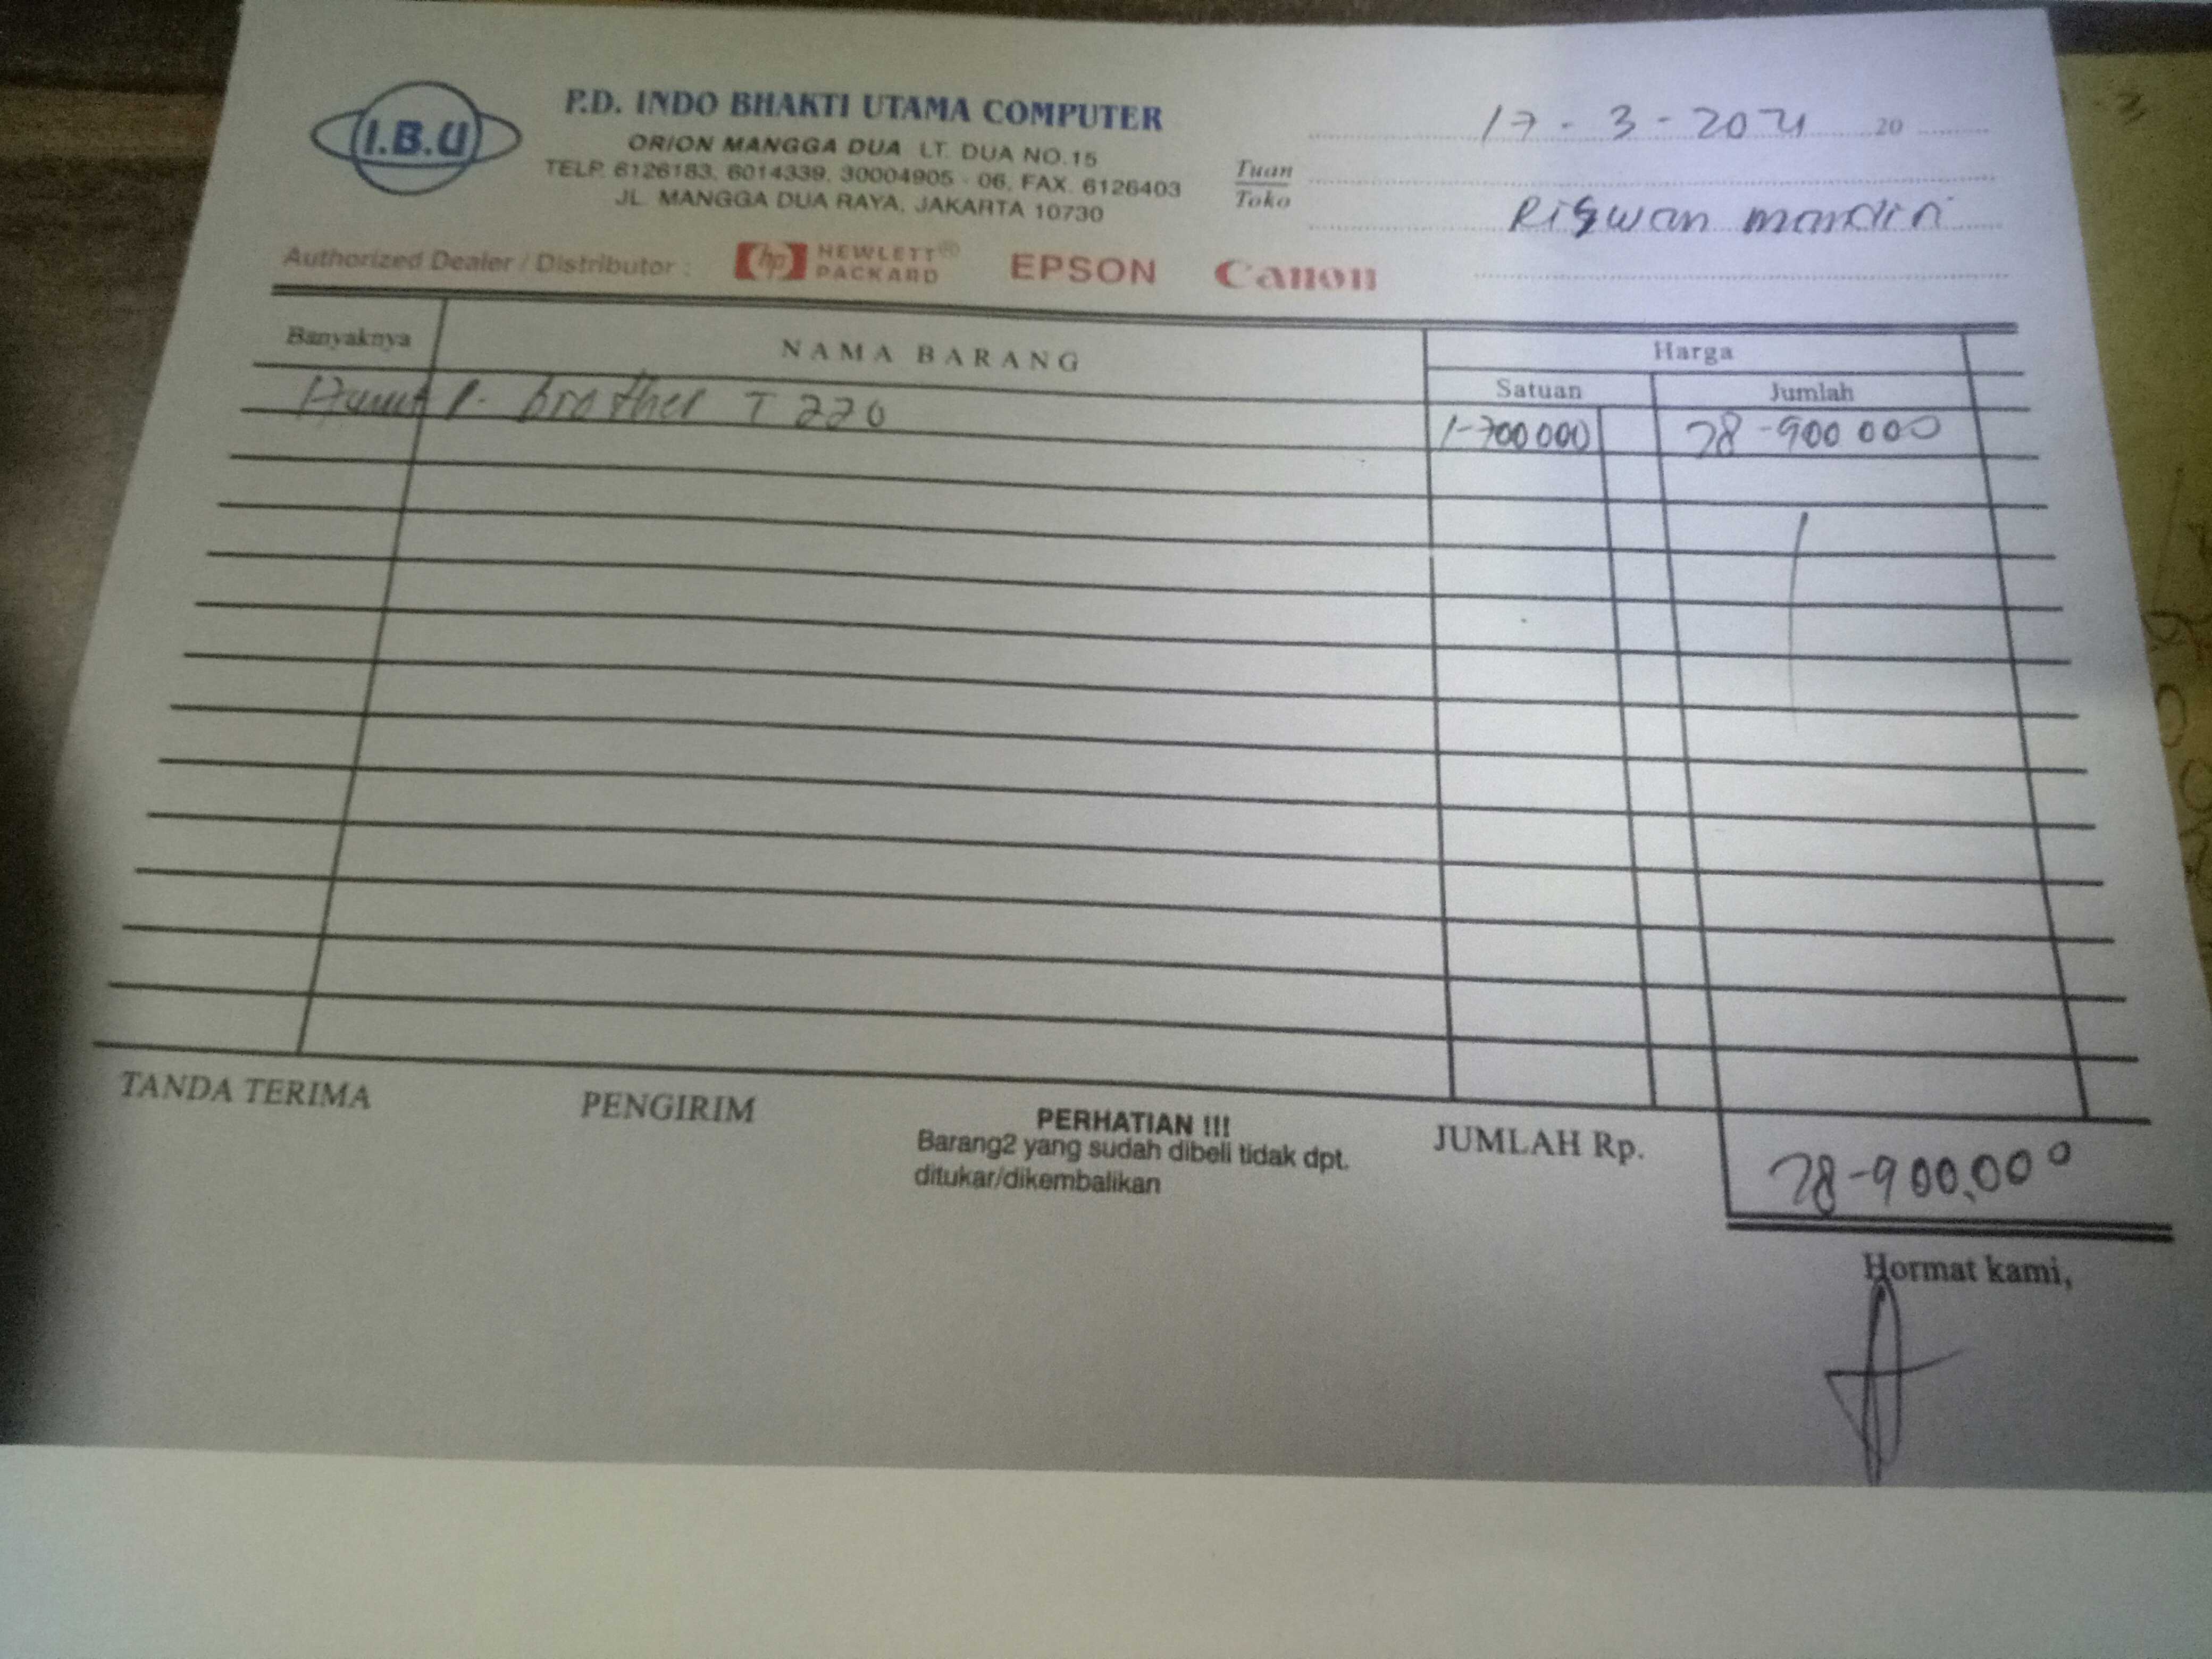 I.B.U
P.D. INDO BHAKTI UTAMA COMPUTER
ORION MANGGA DUA LT. DUA NO.15
TELP. 6126183, 6014339, 30004905 - 06, FAX. 6126403
JL. MANGGA DUA RAYA, JAKARTA 10730
17-3-2021 20
Tuan
Toko
Riswan mandiri
Authorized Dealer / Distributor : hp HEWLETT® PACKARD EPSON Canon
Banyaknya NAMA BARANG Harga
Satuan Jumlah
brother T 220 1-700 000 28-900 000
TANDA TERIMA PENGIRIM
PERHATIAN !!!
Barang2 yang sudah dibeli tidak dpt.
ditukar/dikembalikan
JUMLAH Rp. 28-900.000
Hormat kami,